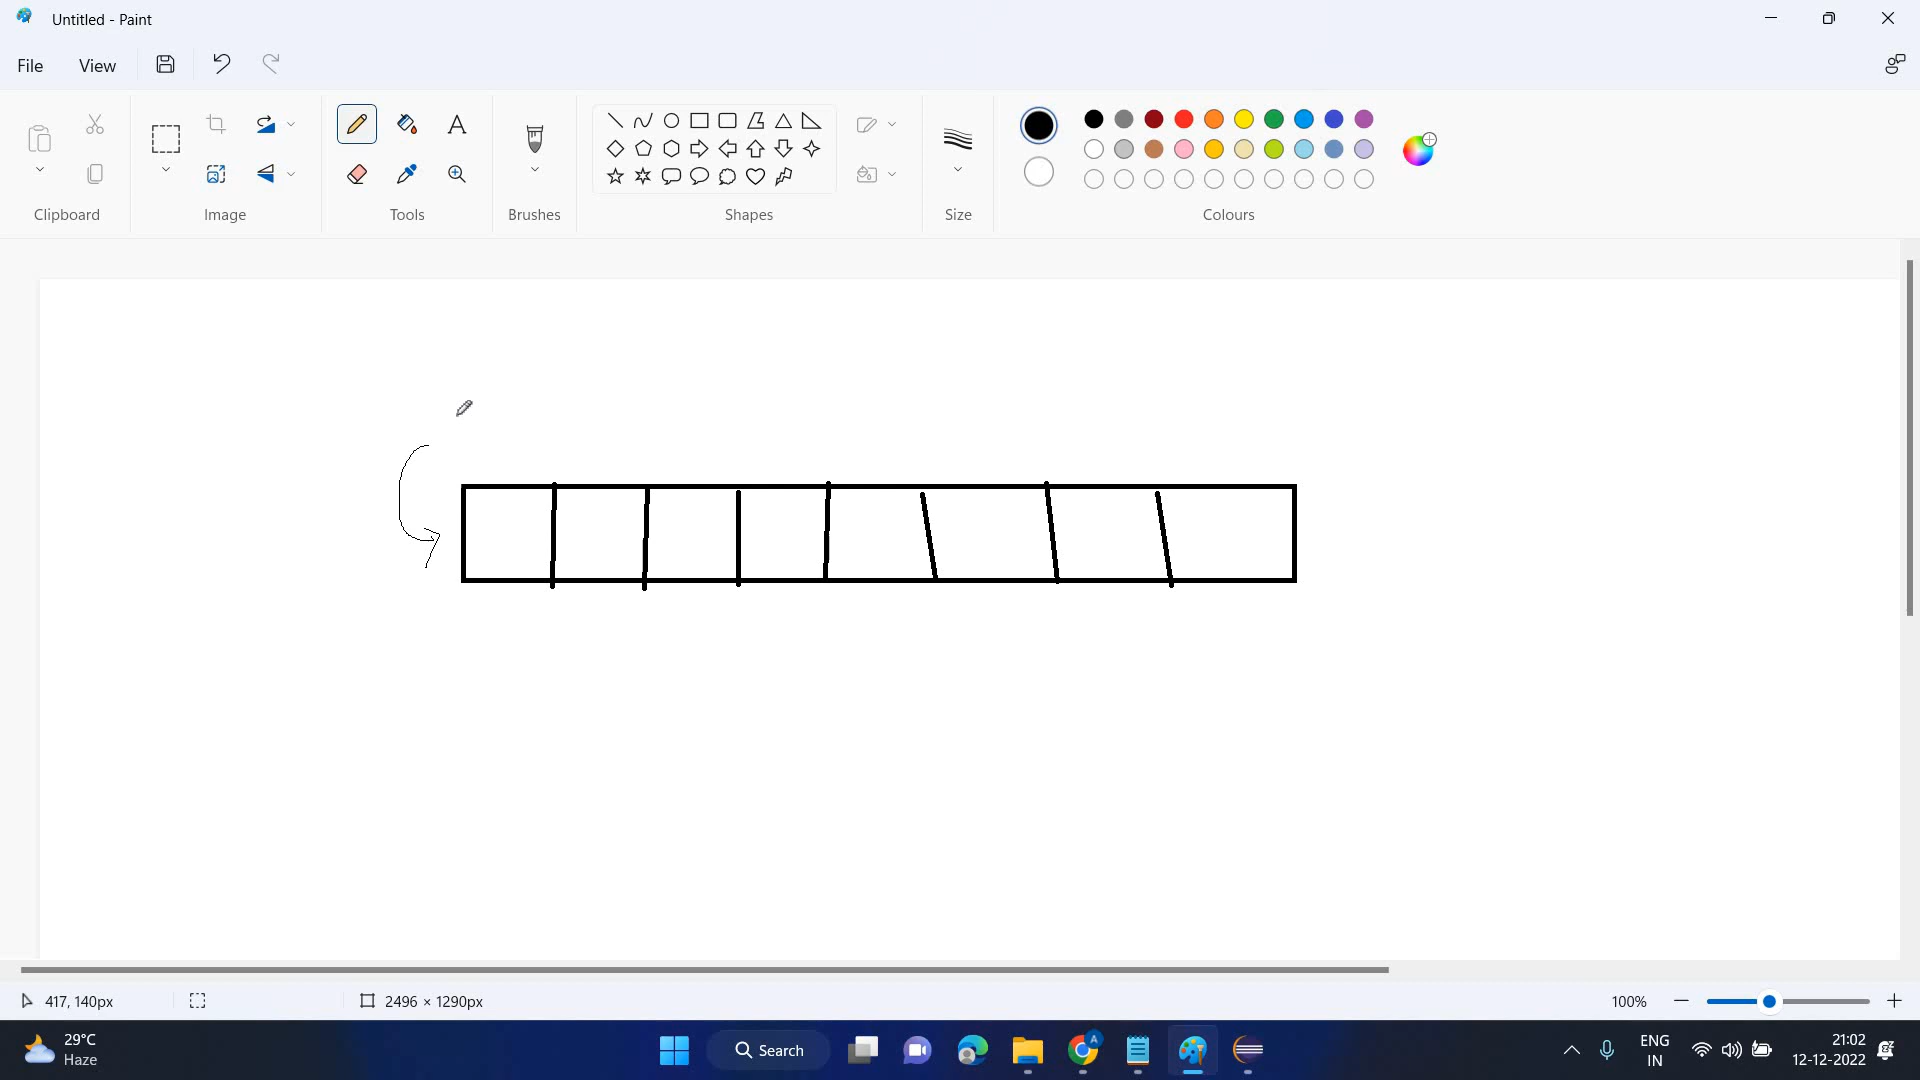 Untitled - Paint
File View
Clipboard
Image
Tools
Brushes
Shapes
Size
Colours
417, 140px
2496 × 1290px
100%
29°C
Haze
Search
A
ENG
IN
21:02
12-12-2022